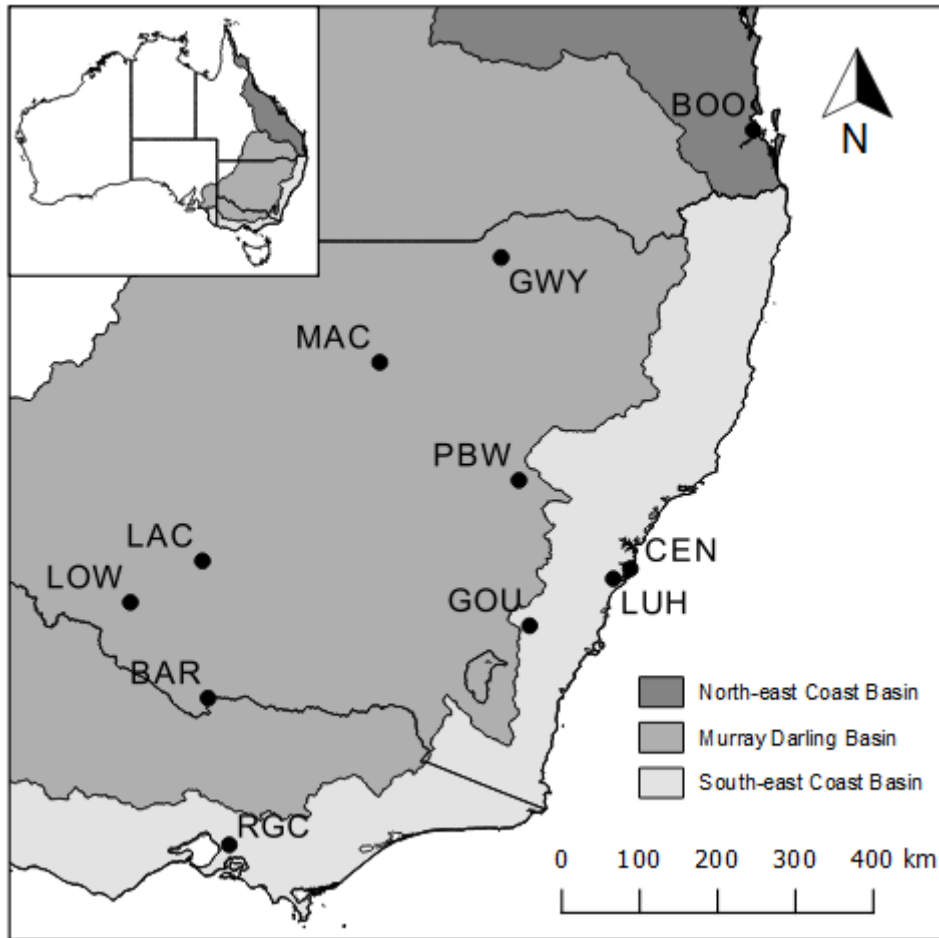 BOO
N
GWY
MAC
PBW
LAC
CEN
LOW
GOU
LUH
BAR
North-east Coast Basin
Murray Darling Basin
South-east Coast Basin
RGC
0 100 200 300 400 km